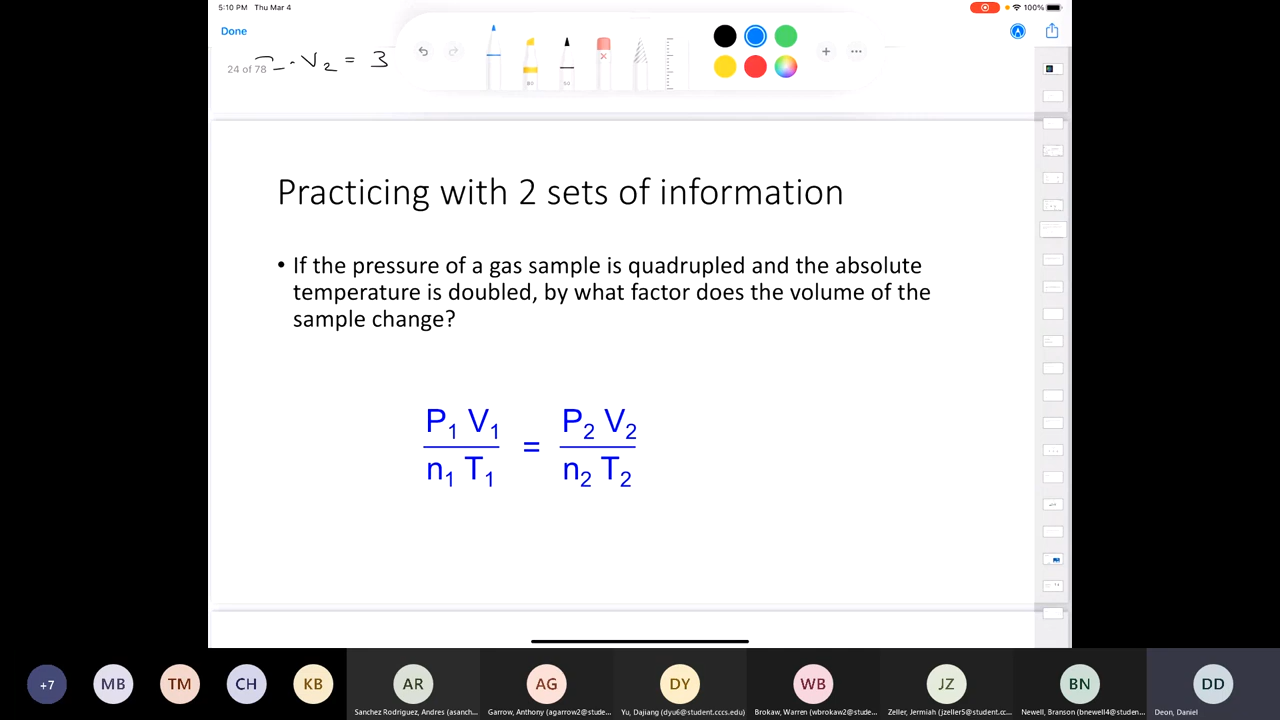 5:10 PM Thu Mar 4
100%
Done
24 of 78
V2 = 3
Practicing with 2 sets of information
• If the pressure of a gas sample is quadrupled and the absolute
temperature is doubled, by what factor does the volume of the
sample change?
P1 V1 = P2 V2
n1 T1 n2 T2
+7 MB TM CH KB AR AG DY WB JZ BN DD
Sanchez Rodriguez, Andres (asanch... Garrow, Anthony (agarrow2@stude... Yu, Dajiang (dyu6@student.cccs.edu) Brokaw, Warren (wbrokaw2@stude... Zeller, Jermiah (jzeller5@student.cc... Newell, Branson (bnewell4@studen... Deon, Daniel